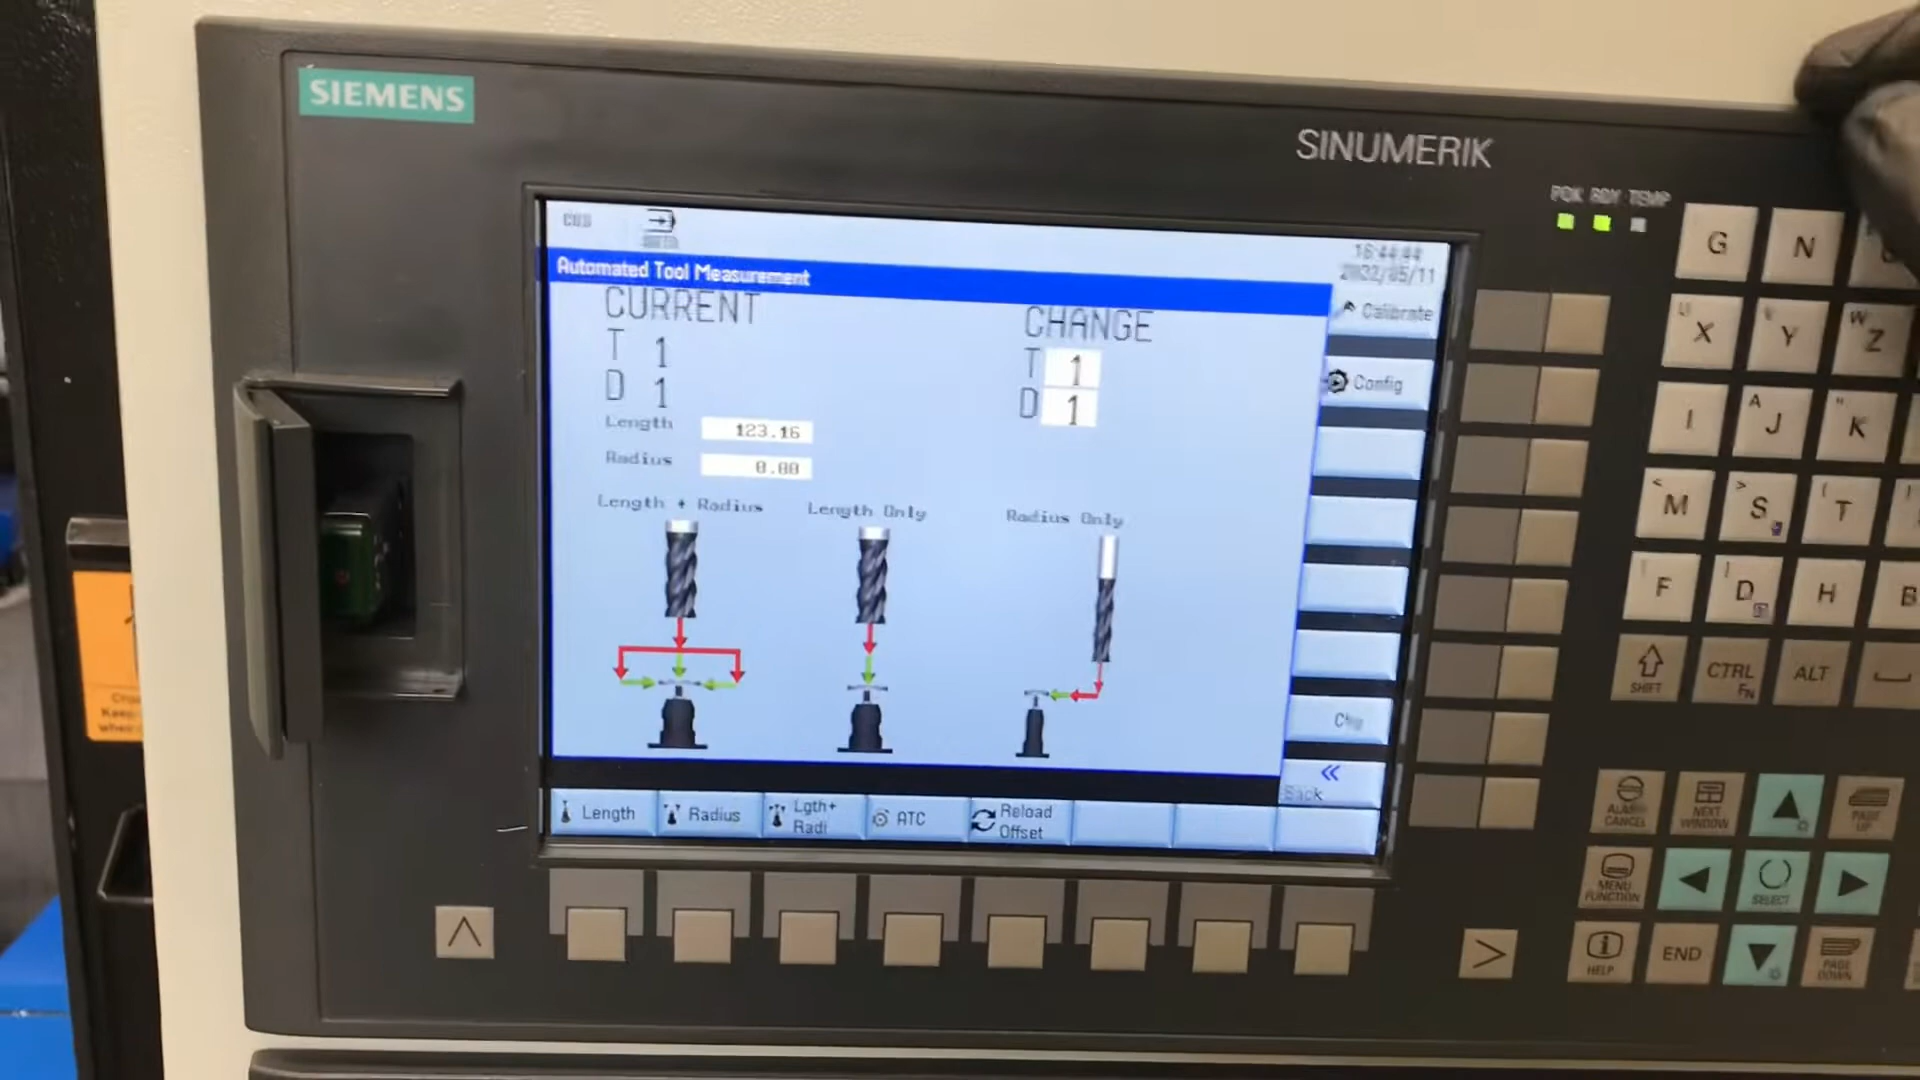 SIEMENS
SINUMERIK
POK RDY TEMP
16:44:44
2022/05/11
Automated Tool Measurement
CURRENT
T 1
D 1
Length 123.16
Radius 0.00
CHANGE
T 1
D 1
Length + Radius
Length Only
Radius Only
Calibrate
Config
«
Back
Length
Radius
Lgth+
Radi
ATC
Reload
Offset
G
N
X
Y
W
Z
I
A
J
"
K
<
M
>
S
T
F
]
D
H
B
SHIFT
CTRL
FN
ALT
ALARM
CANCEL
NEXT
WINDOW
PAGE
UP
MENU
FUNCTION
SELECT
HELP
END
PAGE
DOWN